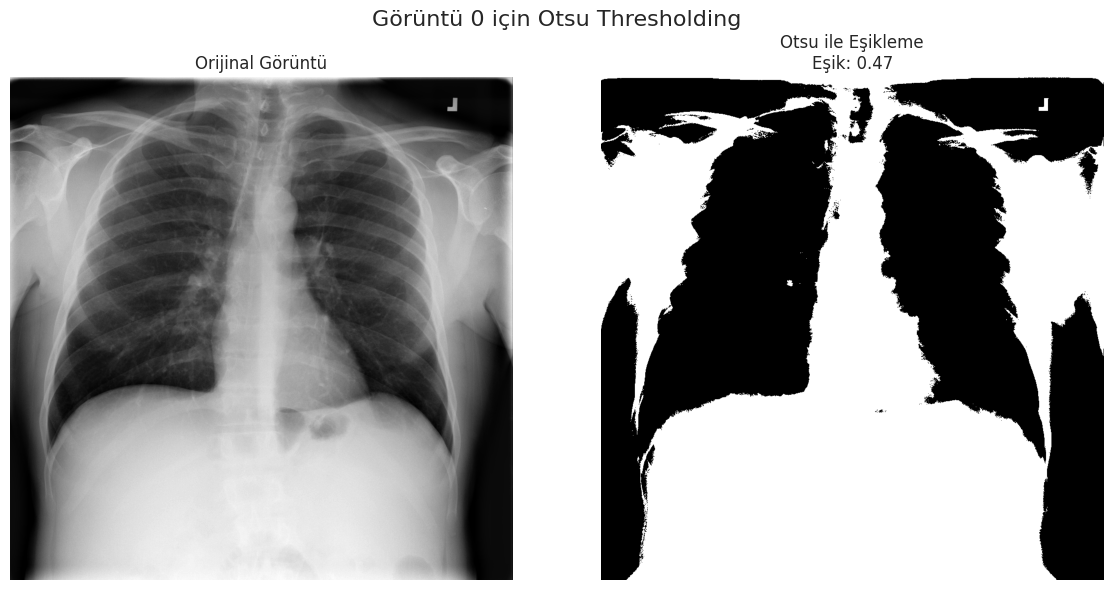 Görüntü 0 için Otsu Thresholding
Orijinal Görüntü
Otsu ile Eşikleme
Eşik: 0.47